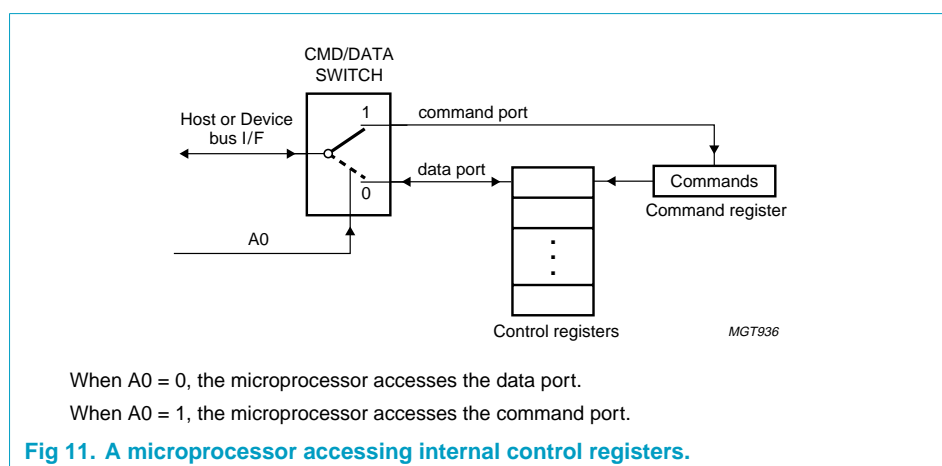 CMD/DATA
SWITCH
1
command port
Host or Device
bus I/F
data port
0
Commands
Command register
A0
Control registers
MGT936
When A0 = 0, the microprocessor accesses the data port.
When A0 = 1, the microprocessor accesses the command port.
Fig 11. A microprocessor accessing internal control registers.